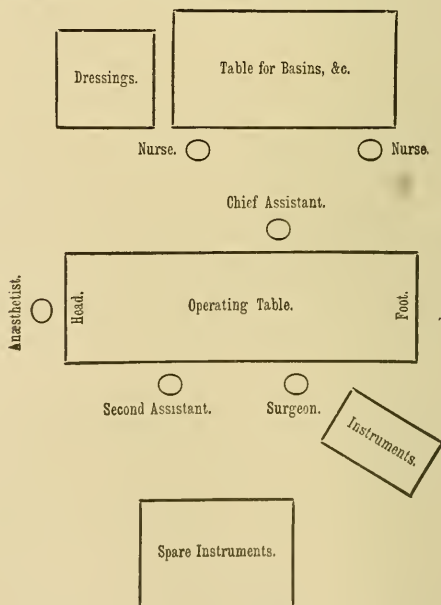 Dressings.
Table for Basins, &c.
Nurse.
Nurse.
Chief Assistant.
Anæsthetist.
Head.
Operating Table.
Foot.
Second Assistant.
Surgeon.
Instruments.
Spare Instruments.